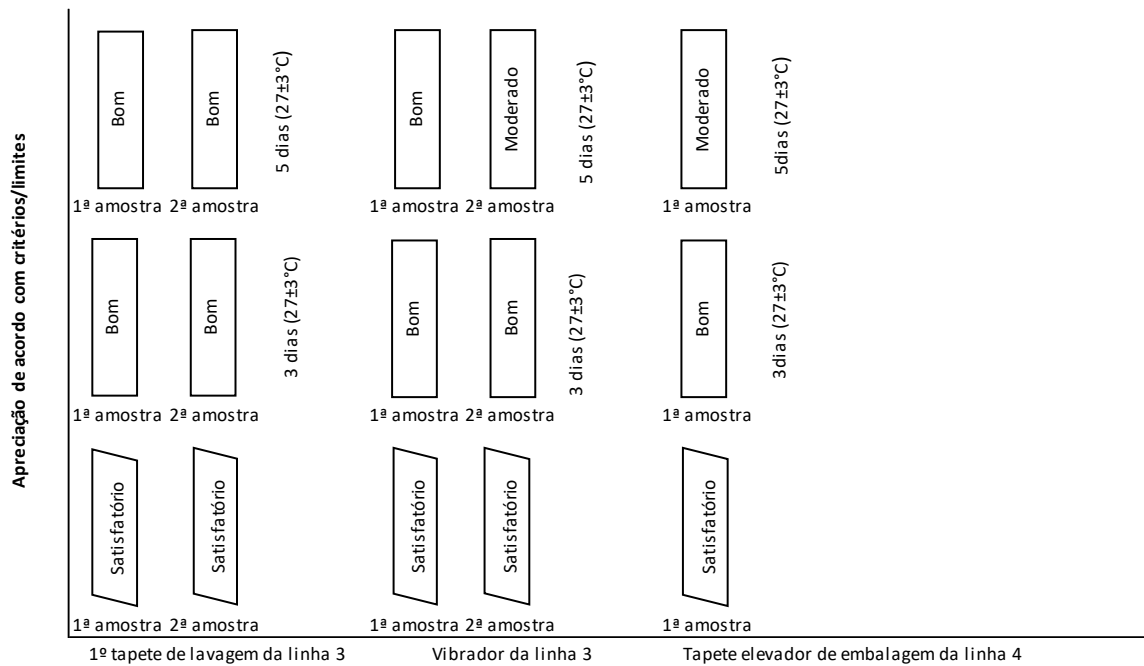 Apreciação de acordo com critérios/limites
Bom
Bom
5 dias (27±3°C)
Bom
Moderado
5 dias (27±3°C)
Moderado
5dias (27±3°C)
1ª amostra 2ª amostra
1ª amostra 2ª amostra
1ª amostra
Bom
Bom
3 dias (27±3°C)
Bom
Bom
3 dias (27±3°C)
Bom
3dias (27±3°C)
1ª amostra 2ª amostra
1ª amostra 2ª amostra
1ª amostra
Satisfatório
Satisfatório
Satisfatório
Satisfatório
Satisfatório
1ª amostra 2ª amostra
1ª amostra 2ª amostra
1ª amostra
1º tapete de lavagem da linha 3
Vibrador da linha 3
Tapete elevador de embalagem da linha 4